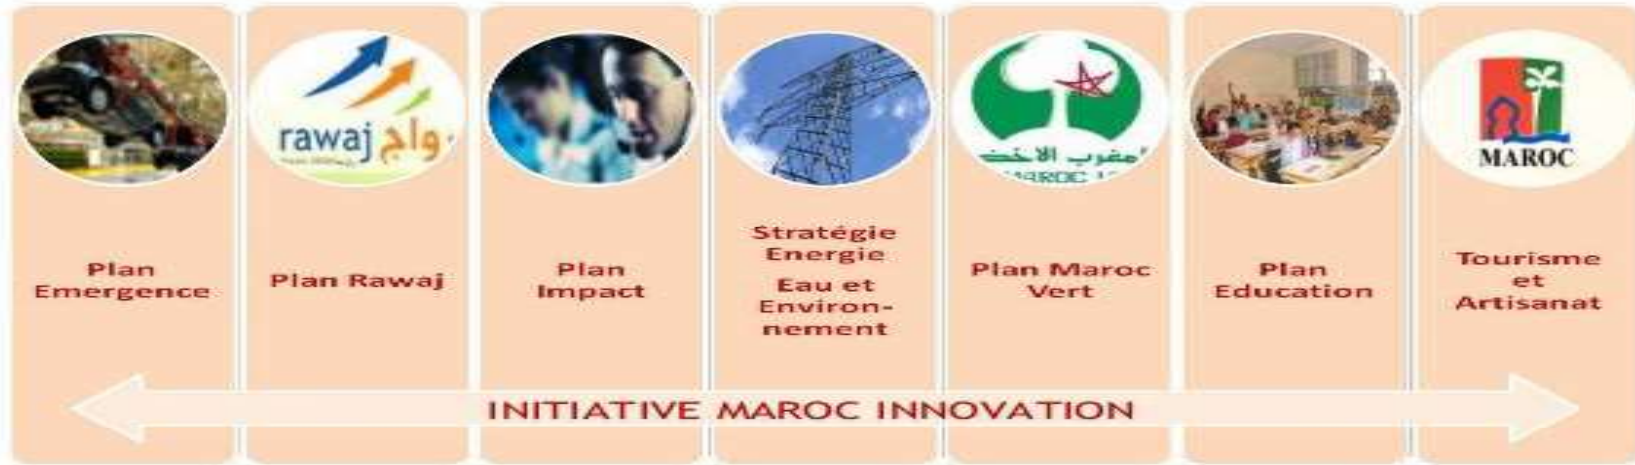 rawaj رواج
المغرب الاخضر
MAROC
Plan
Emergence
Plan Rawaj
Plan
Impact
Stratégie
Energie
Eau et
Environ-
nement
Plan Maroc
Vert
Plan
Education
Tourisme
et
Artisanat
INITIATIVE MAROC INNOVATION